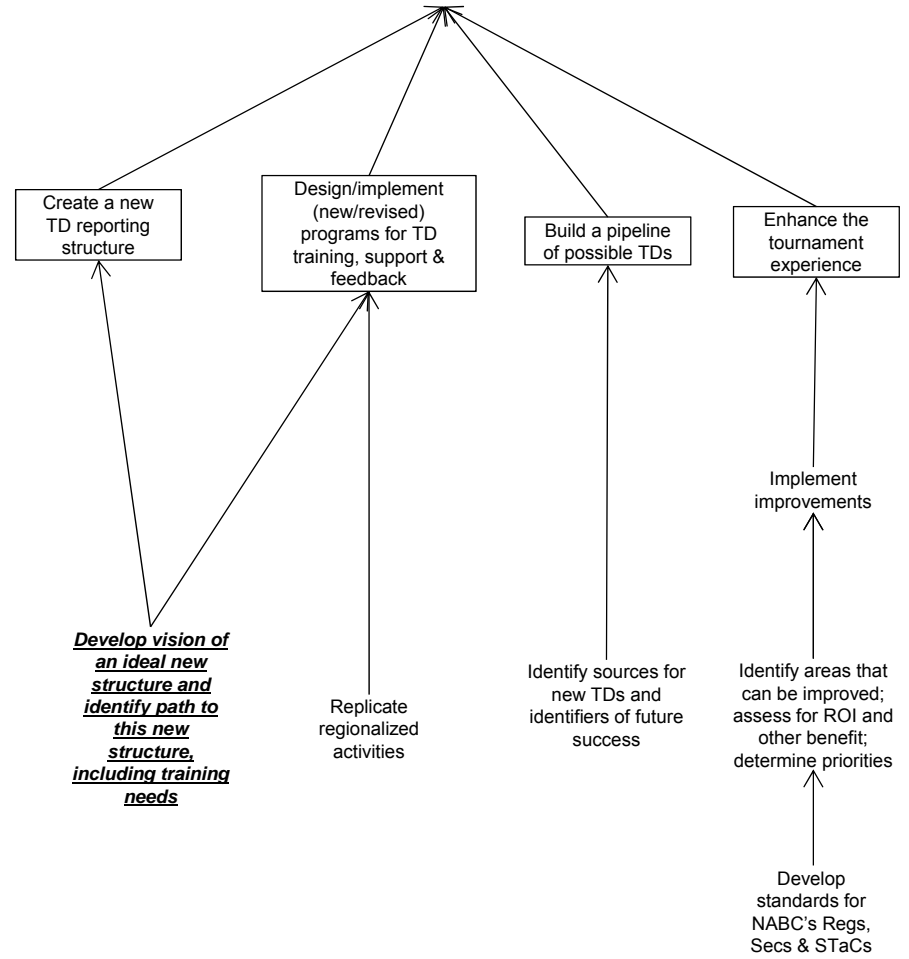 Create a new
TD reporting
structure
Design/implement
(new/revised)
programs for TD
training, support &
feedback
Build a pipeline
of possible TDs
Enhance the
tournament
experience
Implement
improvements
Develop vision of
an ideal new
structure and
identify path to
this new
structure,
including training
needs
Replicate
regionalized
activities
Identify sources for
new TDs and
identifiers of future
success
Identify areas that
can be improved;
assess for ROI and
other benefit;
determine priorities
Develop
standards for
NABC’s Regs,
Secs & STaCs